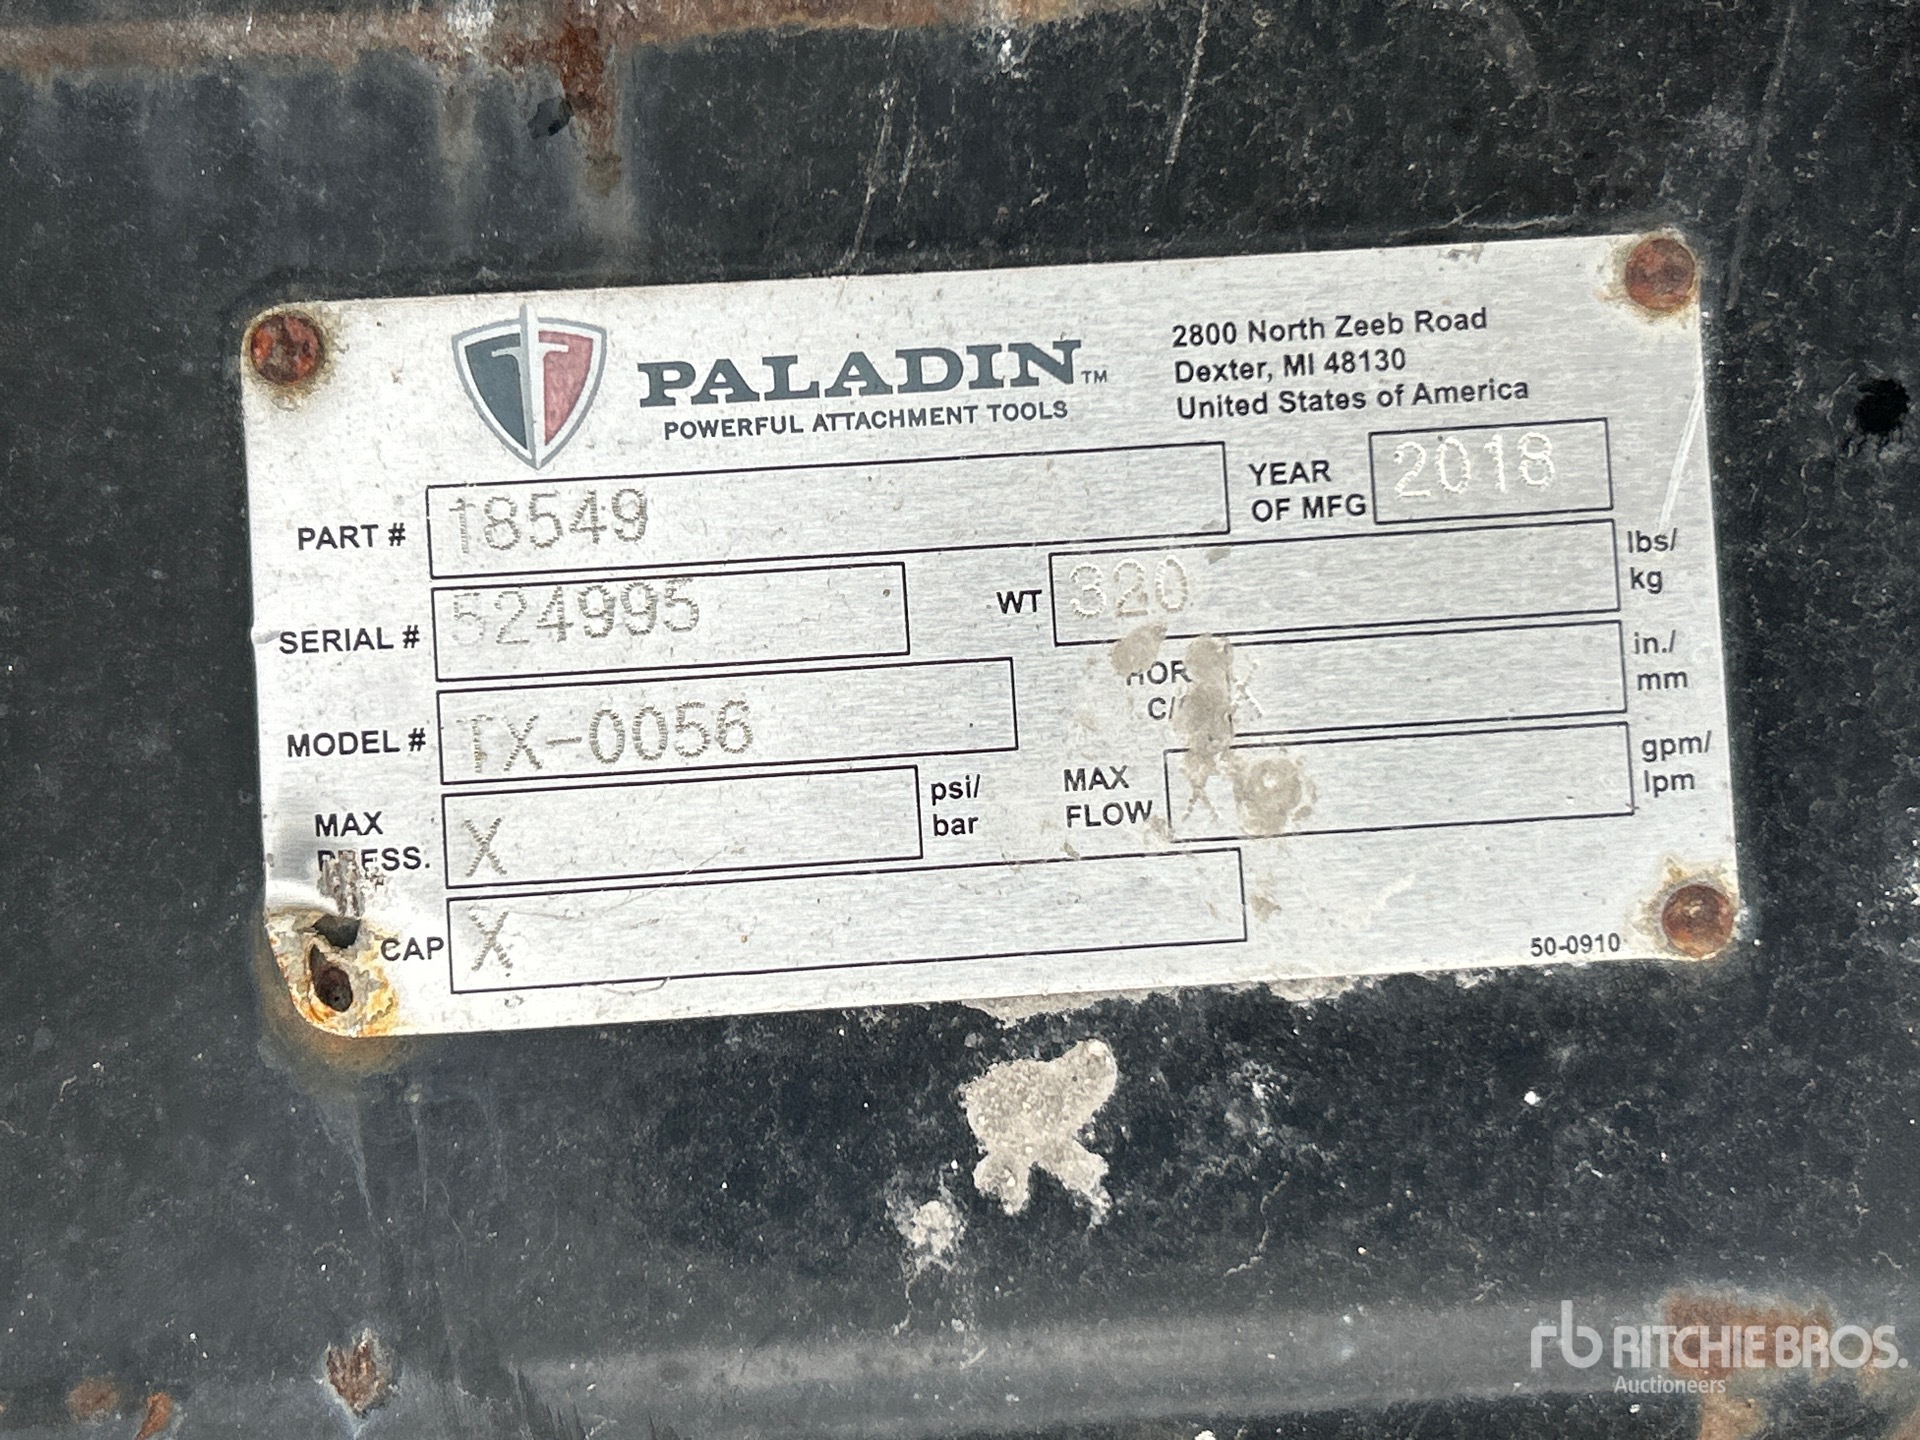 PALADIN™
POWERFUL ATTACHMENT TOOLS
2800 North Zeeb Road
Dexter, MI 48130
United States of America
PART # 18549
YEAR OF MFG 2018
SERIAL # 524995
WT 320 lbs/kg
MODEL # TX-0056
in./mm
MAX PRESS. X psi/bar
MAX FLOW X gpm/lpm
CAP X
50-0910
rb RITCHIE BROS.
Auctioneers